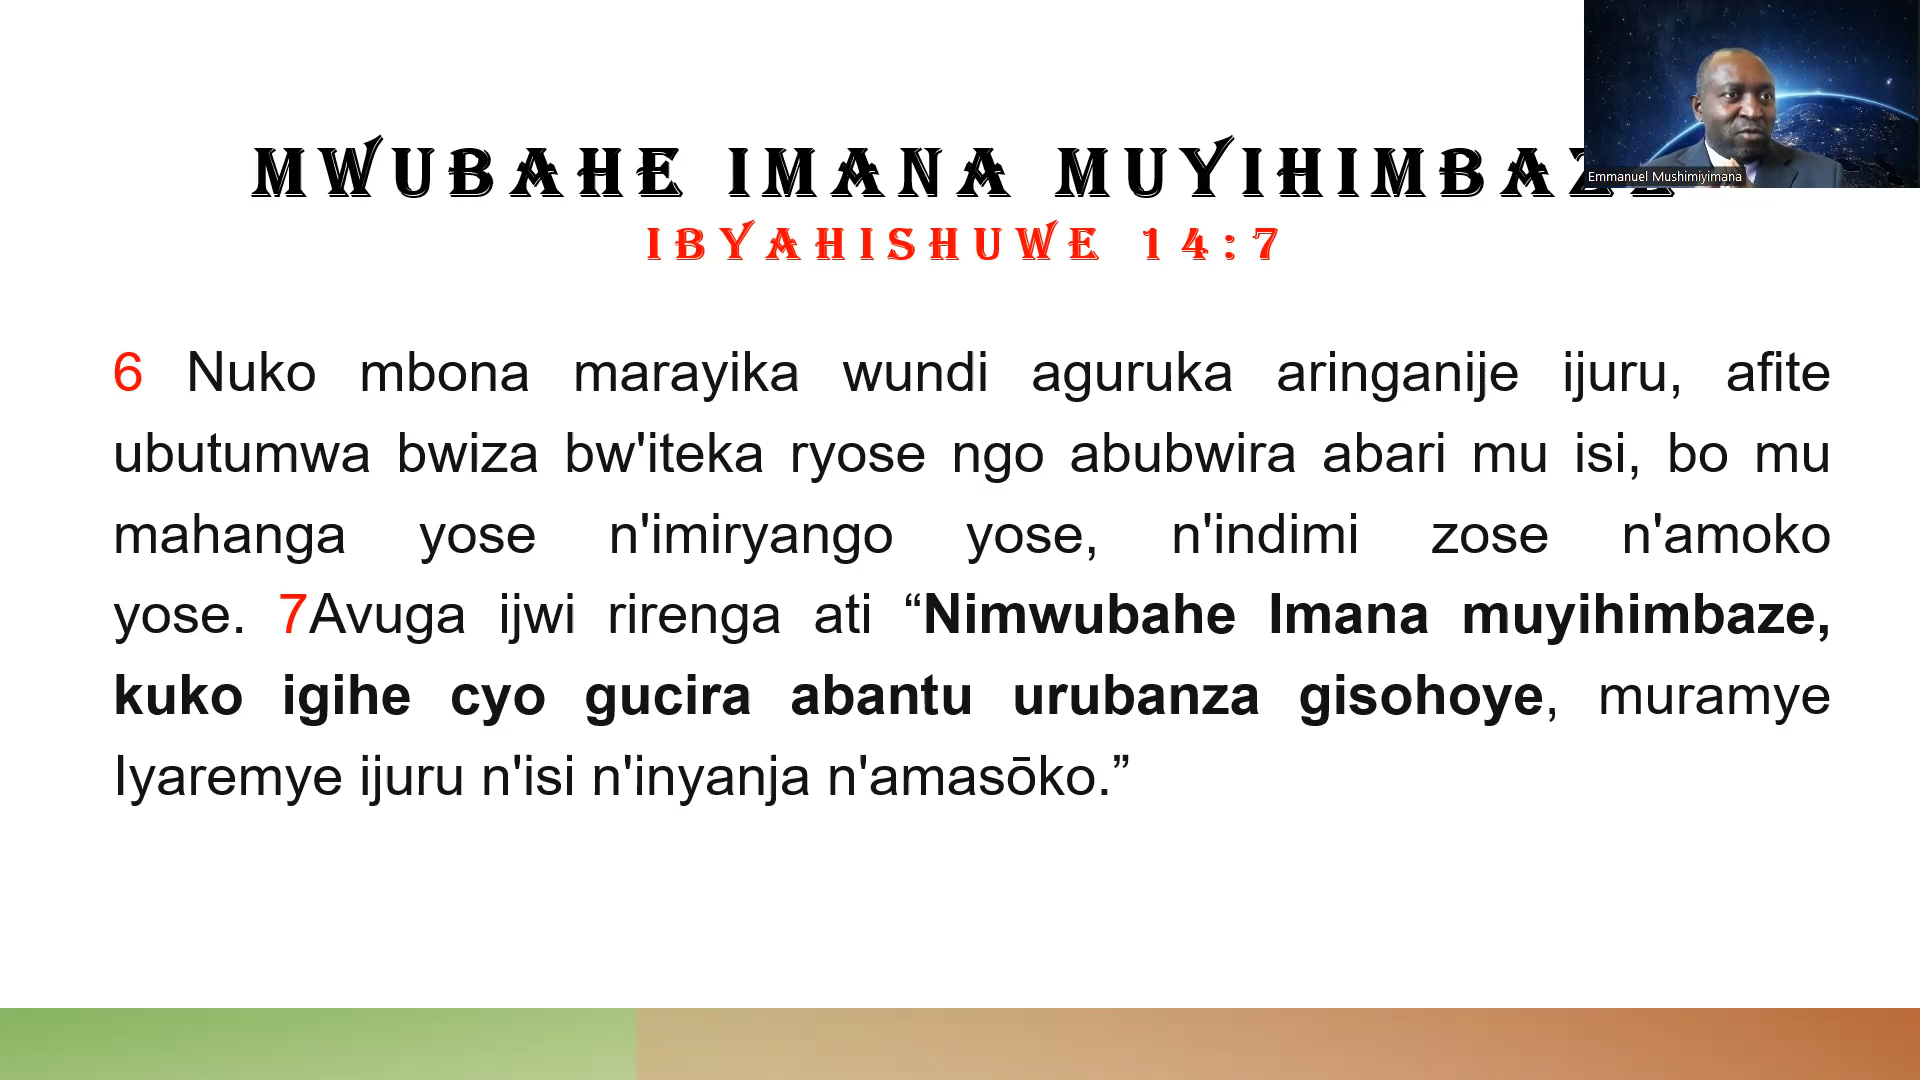 MWUBAHE IMANA MUYIHIMBAZE
Emmanuel Mushimiyimana
IBYAHISHUWE 14:7
6 Nuko mbona marayika wundi aguruka aringanije ijuru, afite
ubutumwa bwiza bw'iteka ryose ngo abubwira abari mu isi, bo mu
mahanga yose n'imiryango yose, n'indimi zose n'amoko
yose. 7Avuga ijwi rirenga ati “Nimwubahe Imana muyihimbaze,
kuko igihe cyo gucira abantu urubanza gisohoye, muramye
Iyaremye ijuru n'isi n'inyanja n'amasōko.”